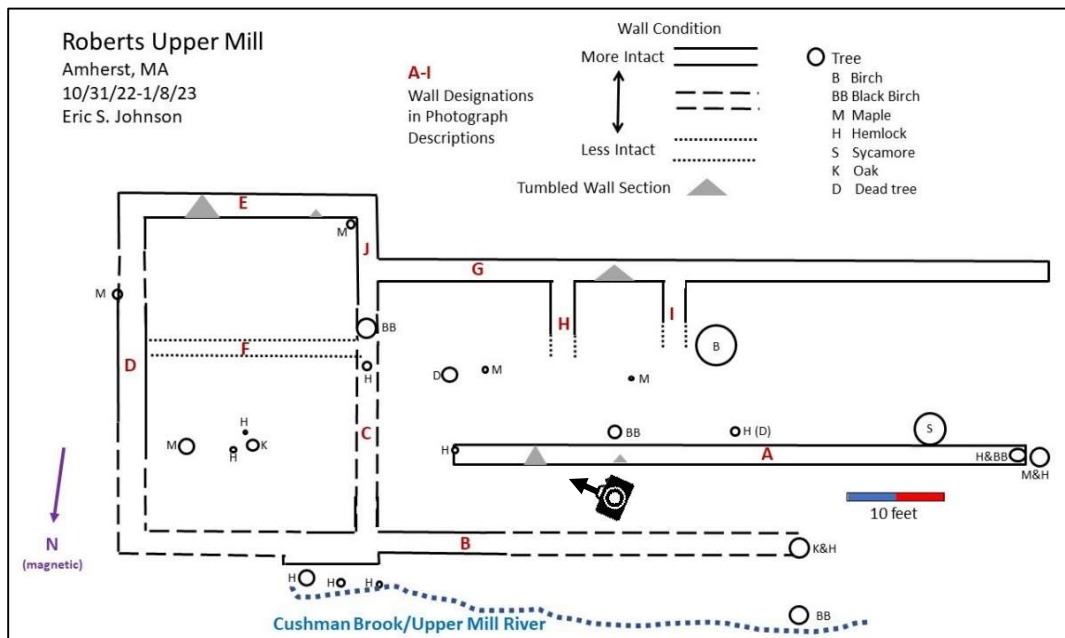 Roberts Upper Mill
Amherst, MA
10/31/22-1/8/23
Eric S. Johnson
A-I
Wall Designations
in Photograph
Descriptions
Wall Condition
More Intact
Less Intact
Tumbled Wall Section
Tree
B Birch
BB Black Birch
M Maple
H Hemlock
S Sycamore
K Oak
D Dead tree
E
M
J
G
M
H
I
BB
B
F
D
H
D
M
M
C
H
M
H
K
BB
H (D)
S
H
A
H&BB
M&H
10 feet
N
(magnetic)
B
K&H
H
H
H
BB
Cushman Brook/Upper Mill River